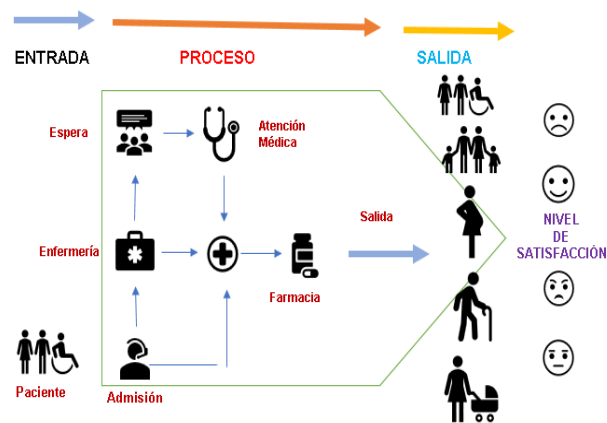 ENTRADA
PROCESO
SALIDA
Espera
Atención
Médica
Enfermería
Salida
Farmacia
NIVEL
DE
SATISFACCIÓN
Paciente
Admisión